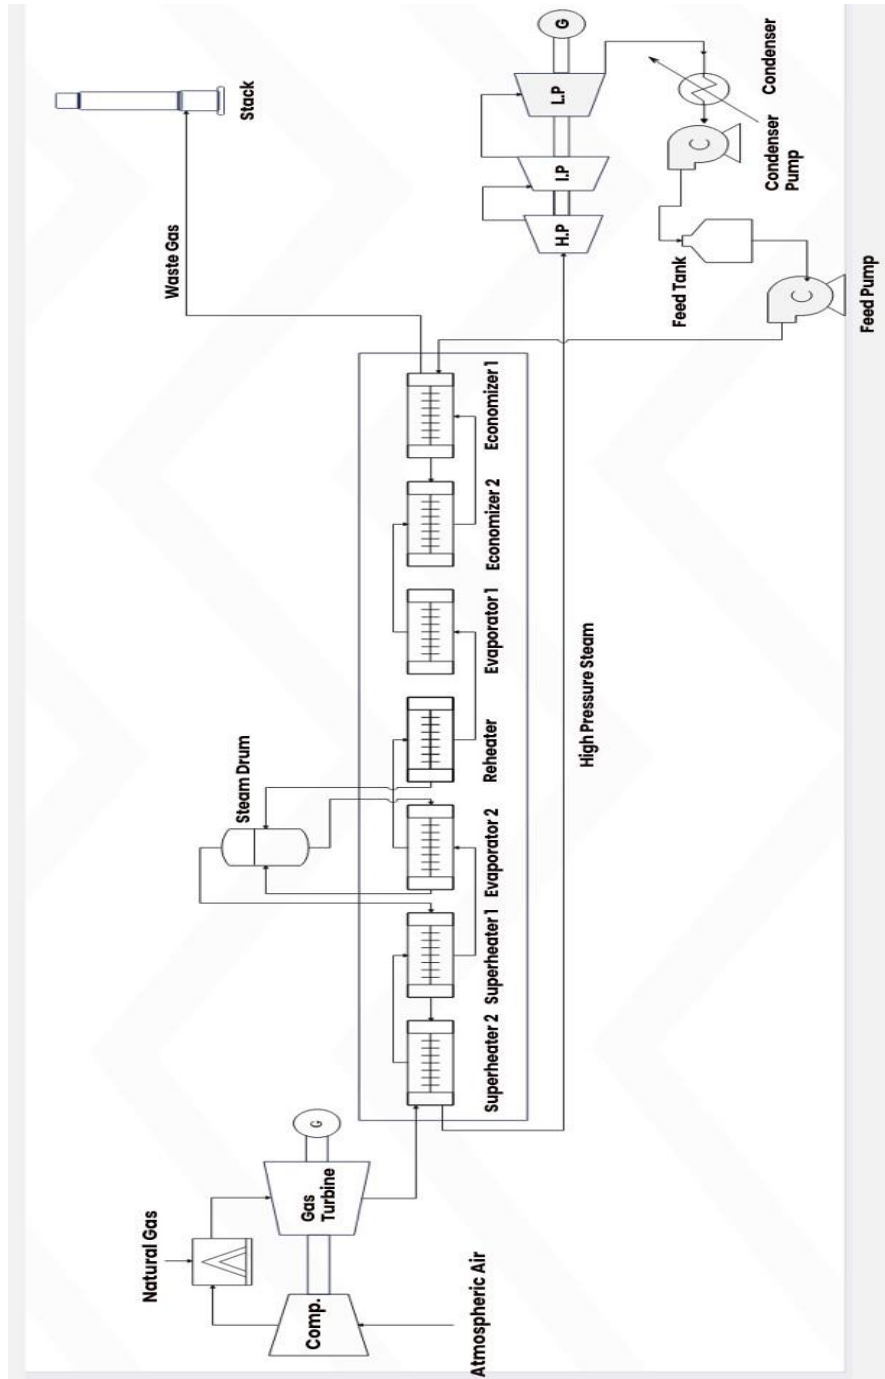 Stack
Waste Gas
G
L.P
I.P
H.P
Condenser
C
Condenser
Pump
Feed Tank
C
Feed Pump
Economizer 1
Economizer 2
Evaporator 1
Reheater
Evaporator 2
Superheater 1
Superheater 2
Steam Drum
High Pressure Steam
G
Gas
Turbine
Natural Gas
Comp.
Atmospheric Air